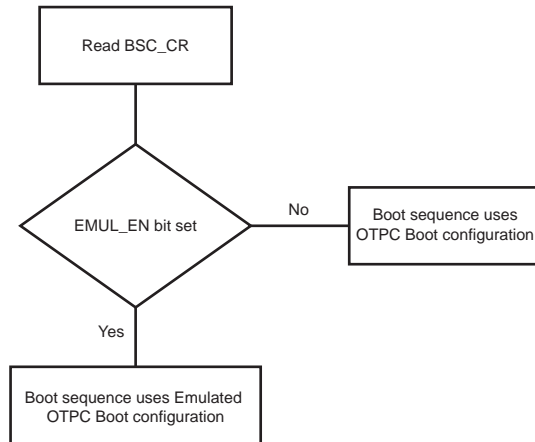 Read BSC_CR
EMUL_EN bit set
No
Boot sequence uses
OTPC Boot configuration
Yes
Boot sequence uses Emulated
OTPC Boot configuration